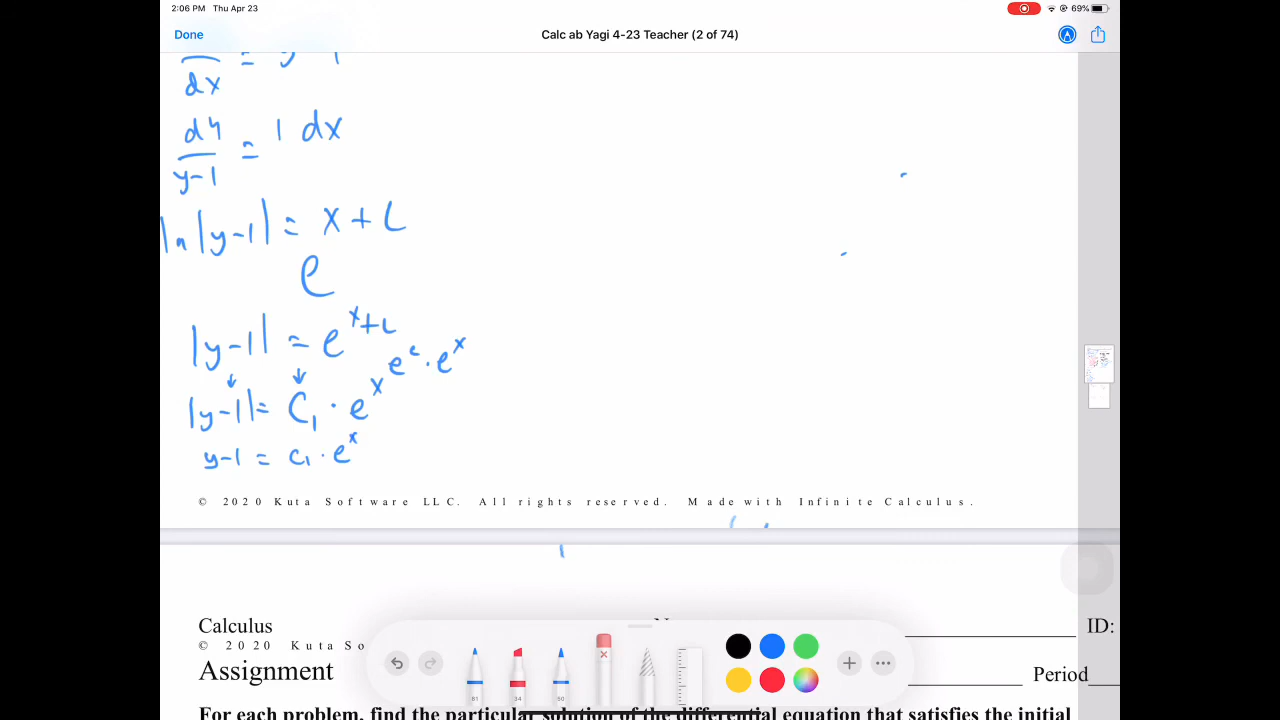 2:06 PM Thu Apr 23
69%
Done
Calc ab Yagi 4-23 Teacher (2 of 74)
dx =
dy/y-1 = 1 dx
ln|y-1| = x + C
e
|y-1| = e^x+C
e^c · e^x
|y-1| = C₁ · e^x
y-1 = c₁ · e^x
© 2020 Kuta Software LLC. All rights reserved. Made with Infinite Calculus.
Calculus
ID:
© 2020 Kuta So
Assignment
Period
For each problem, find the particular solution of the differential equation that satisfies the initial
81
54
50